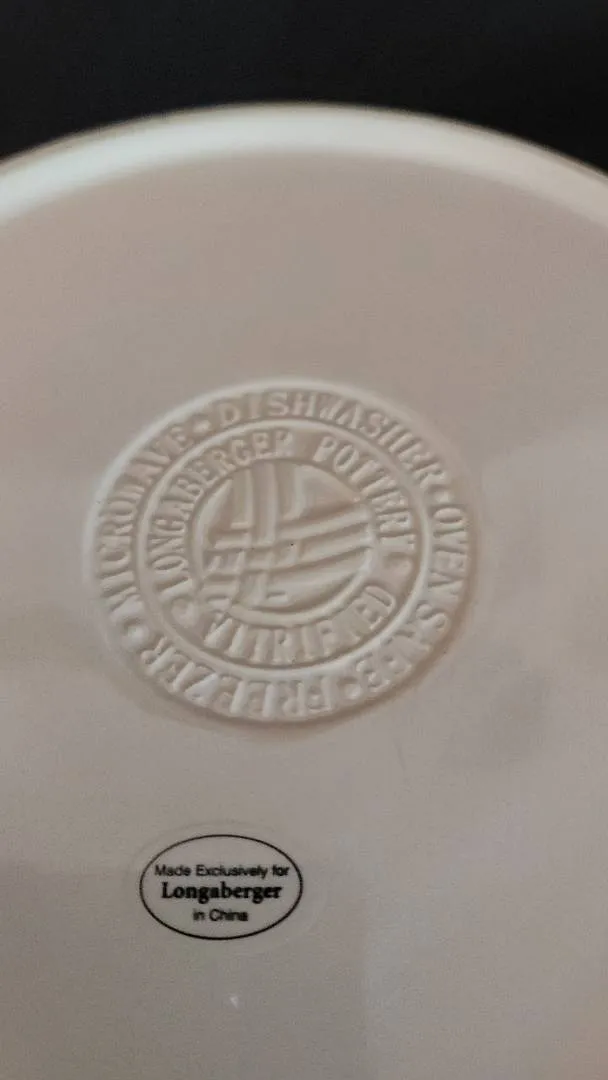 MICROWAVE • DISHWASHER • OVEN SAFE • FREEZER •
LONGABERGER POTTERY • VITRIFIED •
Made Exclusively for
Longaberger
in China